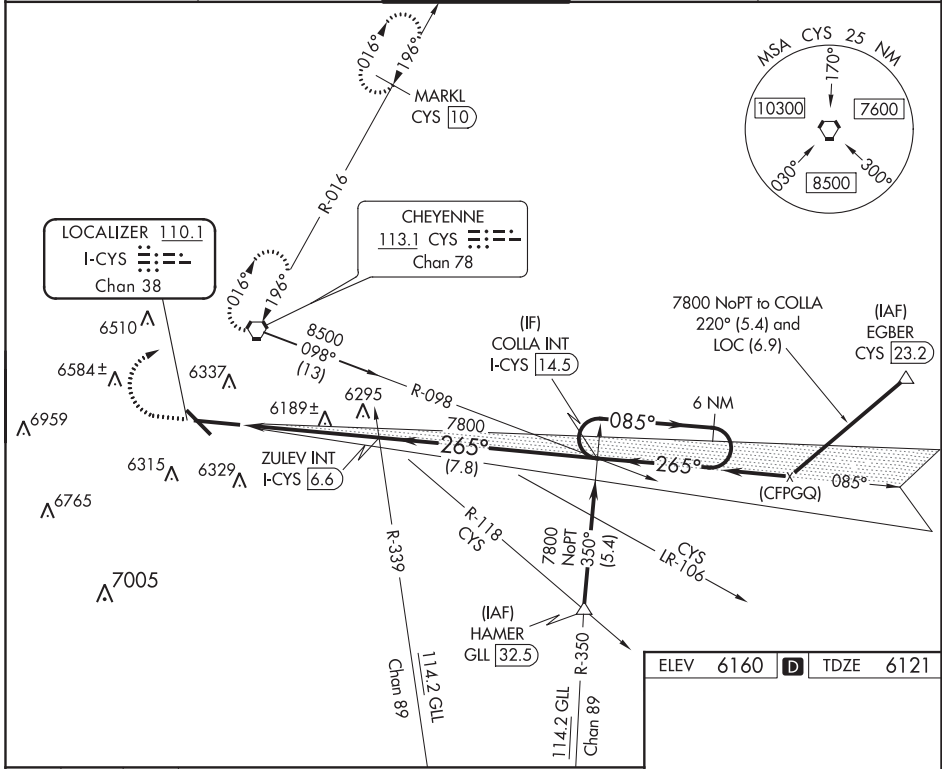 016°
196°
MARKL
CYS 10
R-016
MSA CYS 25 NM
170°
10300
7600
030°
300°
8500
LOCALIZER 110.1
I-CYS
Chan 38
CHEYENNE
113.1 CYS
Chan 78
016°
196°
8500
098°
(13)
R-098
(IF)
COLLA INT
I-CYS 14.5
7800 NoPT to COLLA
220° (5.4) and
LOC (6.9)
(IAF)
EGBER
CYS 23.2
6510
6584±
6337
6295
6189±
6959
7800
085°
6 NM
265°
(7.8)
265°
(CFPGQ)
085°
ZULEV INT
I-CYS 6.6
6315
6329
6765
7005
R-118
CYS
7800
NoPT
350°
(5.4)
CYS
LR-106
R-339
(IAF)
HAMER
GLL 32.5
R-350
114.2 GLL
Chan 89
114.2 GLL
Chan 89
ELEV 6160 D TDZE 6121